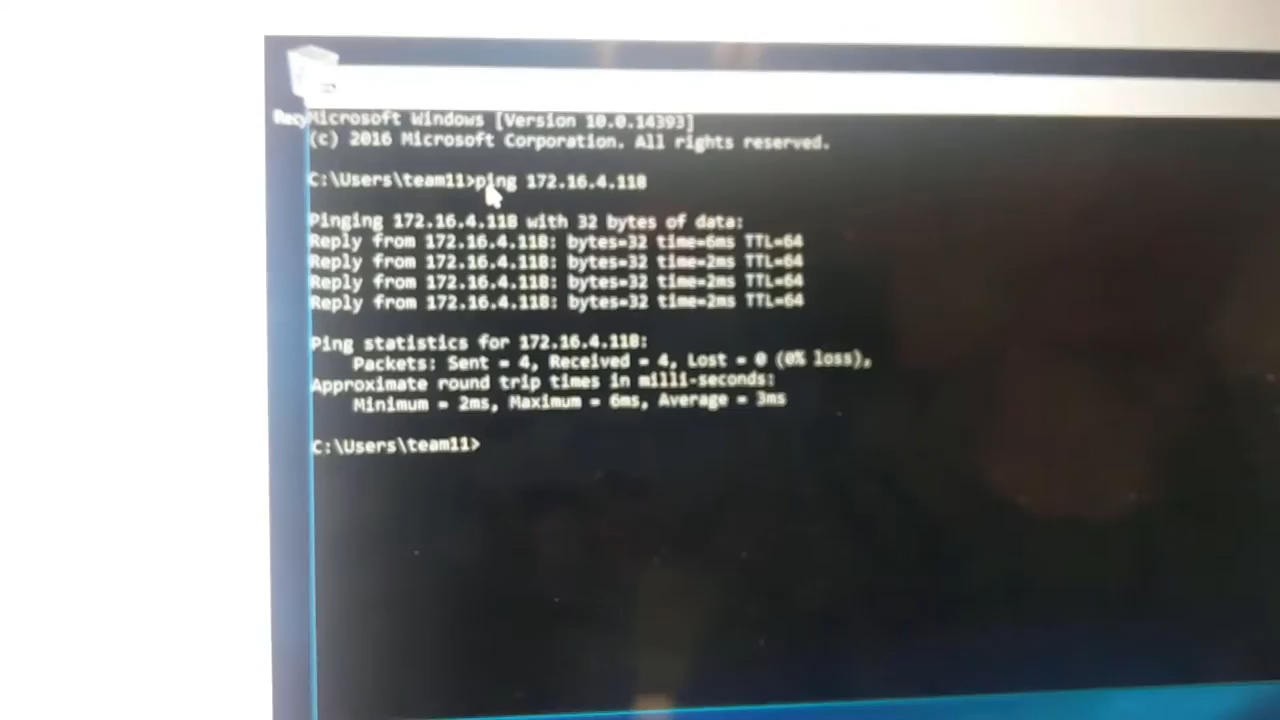 Recy
Microsoft Windows [Version 10.0.14393]
(c) 2016 Microsoft Corporation. All rights reserved.
C:\Users\team11>ping 172.16.4.118
Pinging 172.16.4.118 with 32 bytes of data:
Reply from 172.16.4.118: bytes=32 time=6ms TTL=64
Reply from 172.16.4.118: bytes=32 time=2ms TTL=64
Reply from 172.16.4.118: bytes=32 time=2ms TTL=64
Reply from 172.16.4.118: bytes=32 time=2ms TTL=64
Ping statistics for 172.16.4.118:
Packets: Sent = 4, Received = 4, Lost = 0 (0% loss),
Approximate round trip times in milli-seconds:
Minimum = 2ms, Maximum = 6ms, Average = 3ms
C:\Users\team11>